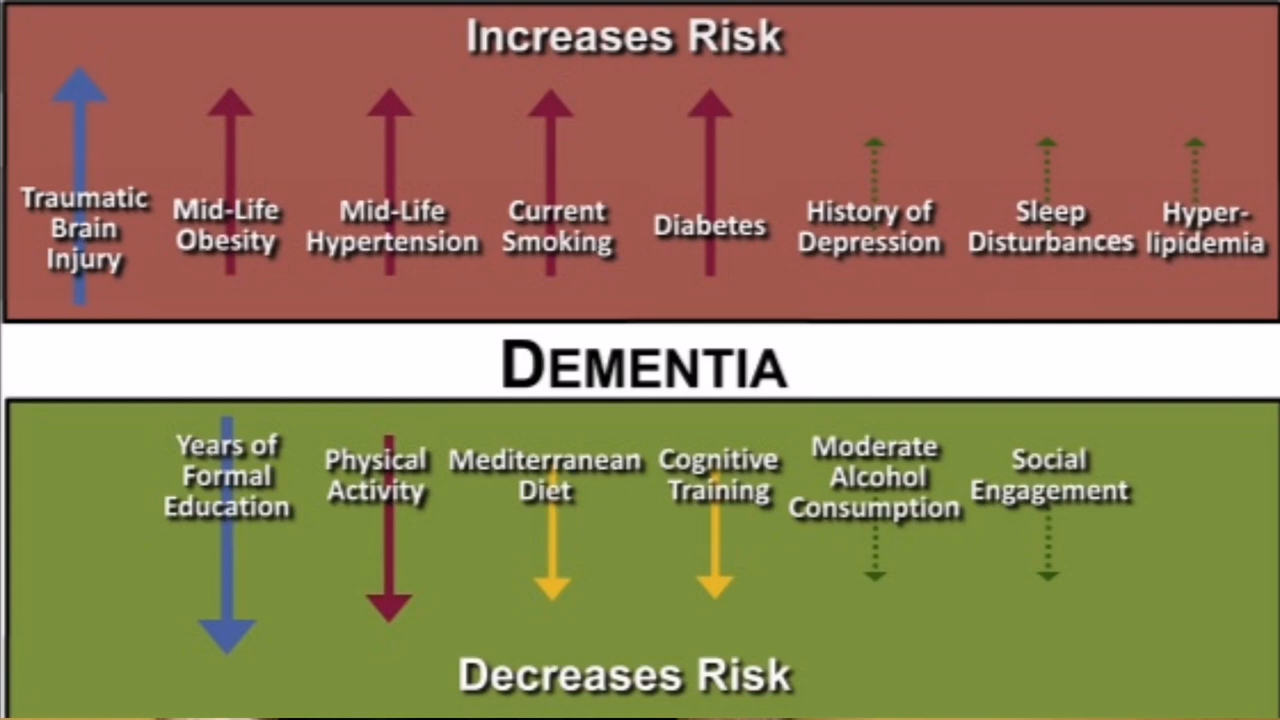 Increases Risk
Traumatic
Brain
Injury
Mid-Life
Obesity
Mid-Life
Hypertension
Current
Smoking
Diabetes
History of
Depression
Sleep
Disturbances
Hyper-
lipidemia
DEMENTIA
Years of
Formal
Education
Physical
Activity
Mediterranean
Diet
Cognitive
Training
Moderate
Alcohol
Consumption
Social
Engagement
Decreases Risk